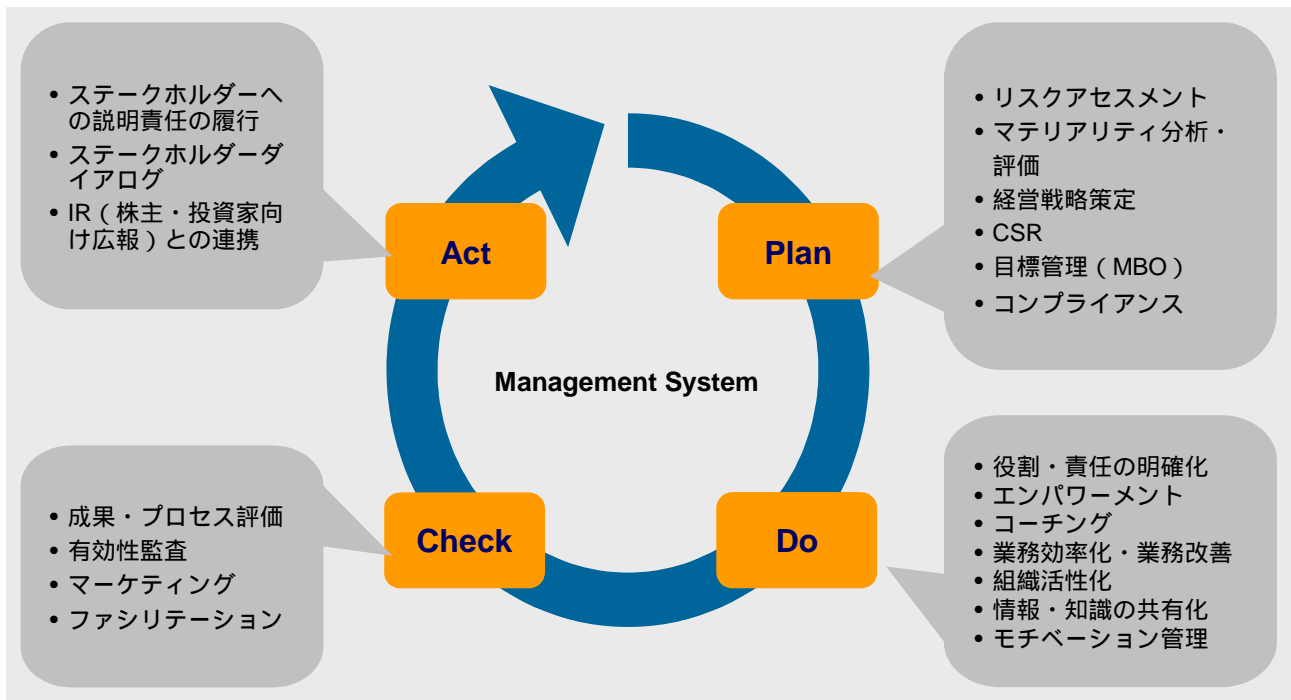 • ステークホルダーへ
の説明責任の履行
• ステークホルダーダ
イアログ
• IR（株主・投資家向
け広報）との連携
Act
Plan
• リスクアセスメント
• マテリアリティ分析・
評価
• 経営戦略策定
• CSR
• 目標管理（MBO）
• コンプライアンス
Management System
• 成果・プロセス評価
• 有効性監査
• マーケティング
• ファシリテーション
Check
Do
• 役割・責任の明確化
• エンパワーメント
• コーチング
• 業務効率化・業務改善
• 組織活性化
• 情報・知識の共有化
• モチベーション管理